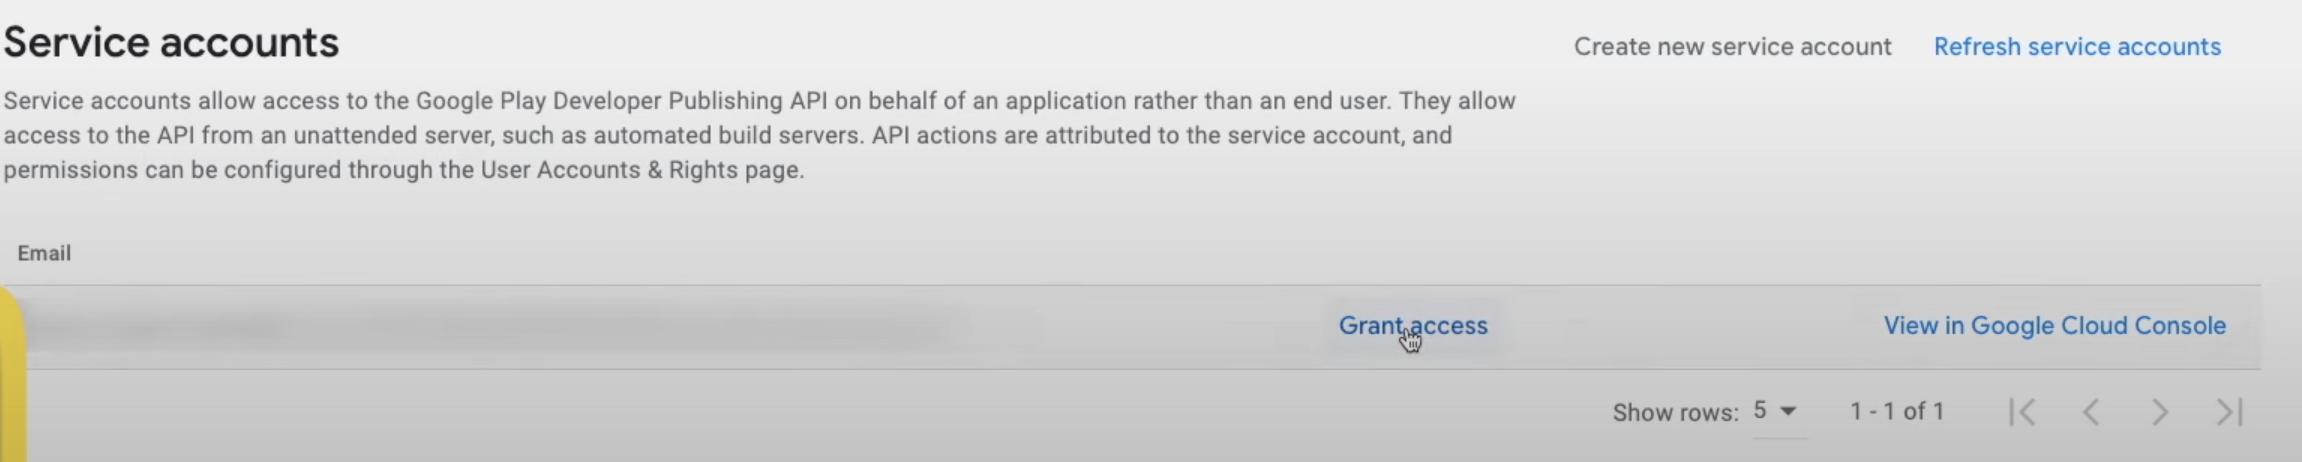 Service accounts
Create new service account
Refresh service accounts
Service accounts allow access to the Google Play Developer Publishing API on behalf of an application rather than an end user. They allow
access to the API from an unattended server, such as automated build servers. API actions are attributed to the service account, and
permissions can be configured through the User Accounts & Rights page.
Email
Grant access
View in Google Cloud Console
Show rows: 5
1 - 1 of 1